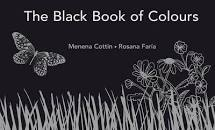 The Black Book of Colours
Menena Cottin • Rosana Faría